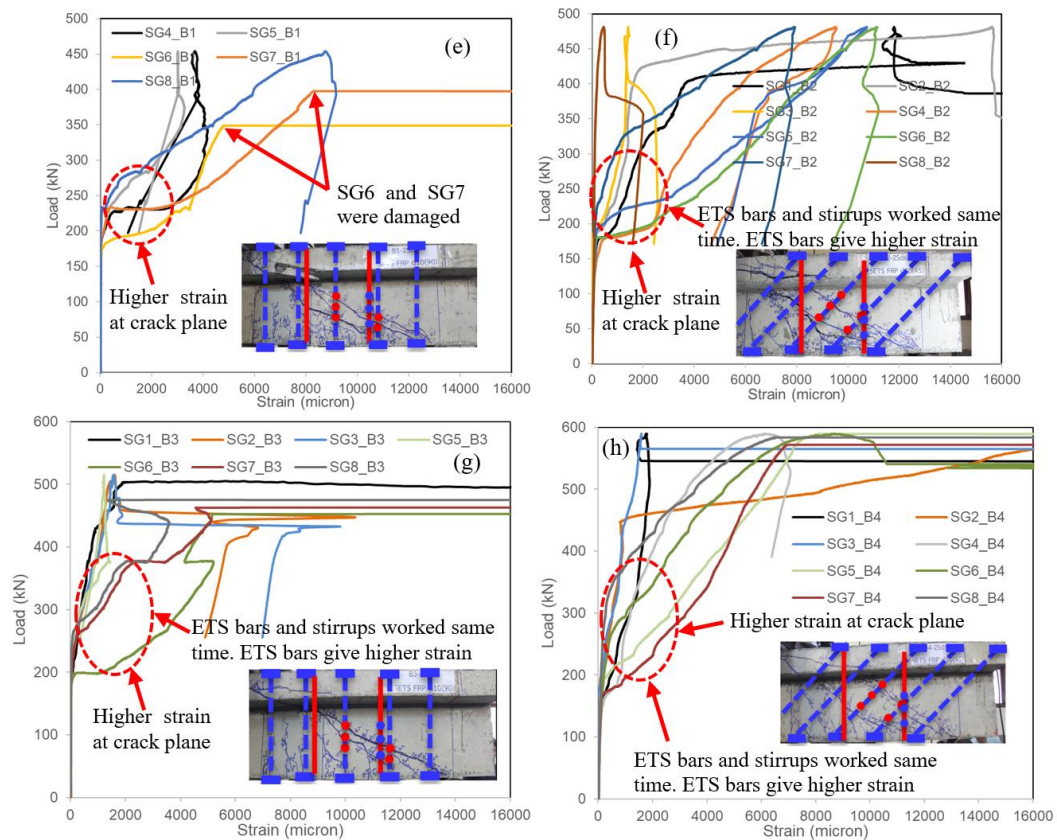 (e)
SG4_B1 SG5_B1
SG6_B1 SG7_B1
SG8_B1
500
450
400
350
300
250
200
150
100
50
0
Load (kN)
SG6 and SG7
were damaged
Higher strain
at crack plane
0 2000 4000 6000 8000 10000 12000 14000 16000
Strain (micron)
(f)
500
450
400
350
300
250
200
150
100
50
0
Load (kN)
SG1_B2 SG2_B2
SG3_B2 SG4_B2
SG5_B2 SG6_B2
SG7_B2 SG8_B2
ETS bars and stirrups worked same
time. ETS bars give higher strain
Higher strain
at crack plane
0 2000 4000 6000 8000 10000 12000 14000 16000
Strain (micron)
(g)
SG1_B3 SG2_B3 SG3_B3 SG5_B3
SG6_B3 SG7_B3 SG8_B3
600
500
400
300
200
100
0
Load (kN)
ETS bars and stirrups worked same
time. ETS bars give higher strain
Higher strain
at crack plane
0 2000 4000 6000 8000 10000 12000 14000 16000
Strain (micron)
(h)
600
500
400
300
200
100
0
Load (kN)
SG1_B4 SG2_B4
SG3_B4 SG4_B4
SG5_B4 SG6_B4
SG7_B4 SG8_B4
Higher strain at crack plane
ETS bars and stirrups worked same
time. ETS bars give higher strain
0 2000 4000 6000 8000 10000 12000 14000 16000
Strain (micron)